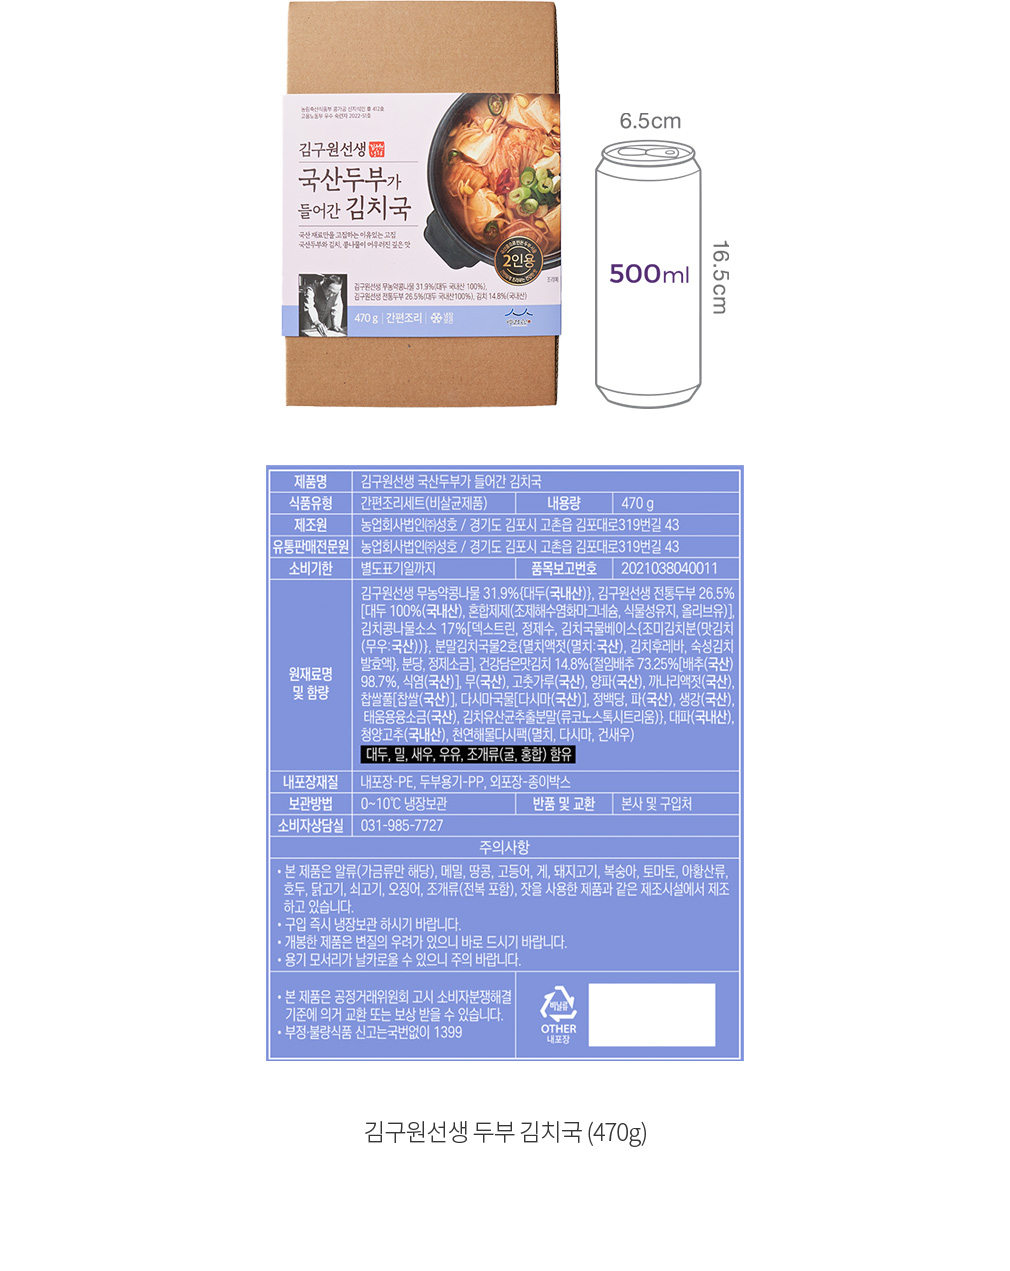 농림축산식품부 콩가공 신지식인 후 412호
고용노동부 우수 숙련자 2022-51호
김구원선생
국산두부가
들어간 김치국
국산 재료만을 고집하는 이유있는 고집
국산두부와 김치, 콩나물이 어우러진 깊은 맛
2인용
조리예
김구원선생 무농약콩나물 31.9%(대두 국내산 100%),
김구원선생 전통두부 26.5%(대두 국내산100%), 김치 14.8%(국내산)
470 g | 간편조리 | 냉장보관
6.5cm
500ml
16.5cm
제품명 김구원선생 국산두부가 들어간 김치국
식품유형 간편조리세트(비살균제품) 내용량 470 g
제조원 농업회사법인㈜성호 / 경기도 김포시 고촌읍 김포대로319번길 43
유통판매전문원 농업회사법인㈜성호 / 경기도 김포시 고촌읍 김포대로319번길 43
소비기한 별도표기일까지 품목보고번호 2021038040011
원재료명 및 함량
김구원선생 무농약콩나물 31.9%{대두(국내산)}, 김구원선생 전통두부 26.5%
[대두 100%(국내산), 혼합제제(조제해수염화마그네슘, 식물성유지, 올리브유)],
김치콩나물소스 17%[덱스트린, 정제수, 김치국물베이스{조미김치분(맛김치
(무우:국산))}, 분말김치국물2호{멸치액젓(멸치:국산), 김치후레바, 숙성김치
발효액}, 분당, 정제소금], 건강담은맛김치 14.8%{절임배추 73.25%[배추(국산)
98.7%, 식염(국산)], 무(국산), 고춧가루(국산), 양파(국산), 까나리액젓(국산),
찹쌀풀[찹쌀(국산)], 다시마국물[다시마(국산)], 정백당, 파(국산), 생강(국산),
태움용융소금(국산), 김치유산균추출분말(류코노스톡시트리움)}, 대파(국내산),
청양고추(국내산), 천연해물다시팩(멸치, 다시마, 건새우)
대두, 밀, 새우, 우유, 조개류(굴, 홍합) 함유
내포장재질 내포장-PE, 두부용기-PP, 외포장-종이박스
보관방법 0~10℃ 냉장보관 반품 및 교환 본사 및 구입처
소비자상담실 031-985-7727
주의사항
• 본 제품은 알류(가금류만 해당), 메밀, 땅콩, 고등어, 게, 돼지고기, 복숭아, 토마토, 아황산류,
호두, 닭고기, 쇠고기, 오징어, 조개류(전복 포함), 잣을 사용한 제품과 같은 제조시설에서 제조
하고 있습니다.
• 구입 즉시 냉장보관 하시기 바랍니다.
• 개봉한 제품은 변질의 우려가 있으니 바로 드시기 바랍니다.
• 용기 모서리가 날카로울 수 있으니 주의 바랍니다.
• 본 제품은 공정거래위원회 고시 소비자분쟁해결
기준에 의거 교환 또는 보상 받을 수 있습니다.
• 부정·불량식품 신고는국번없이 1399
비닐류
OTHER
내포장
김구원선생 두부 김치국 (470g)